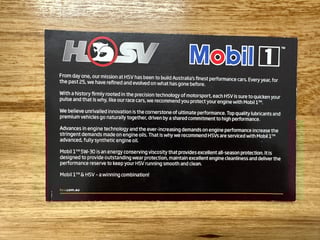 HSV Mobil 1™
From day one, our mission at HSV has been to build Australia's finest performance cars. Every year, for
the past 25, we have refined and evolved on what has gone before.
With a history firmly rooted in the precision technology of motorsport, each HSV is sure to quicken your
pulse and that is why, like our race cars, we recommend you protect your engine with Mobil 1™.
We believe unrivalled innovation is the cornerstone of ultimate performance. Top quality lubricants and
premium vehicles go naturally together, driven by a shared commitment to high performance.
Advances in engine technology and the ever-increasing demands on engine performance increase the
stringent demands made on engine oils. That is why we recommend HSVs are serviced with Mobil 1™
advanced, fully synthetic engine oil.
Mobil 1™ 5W-30 is an energy conserving viscosity that provides excellent all-season protection. It is
designed to provide outstanding wear protection, maintain excellent engine cleanliness and deliver the
performance reserve to keep your HSV running smooth and clean.
Mobil 1™ & HSV – a winning combination!
hsv.com.au